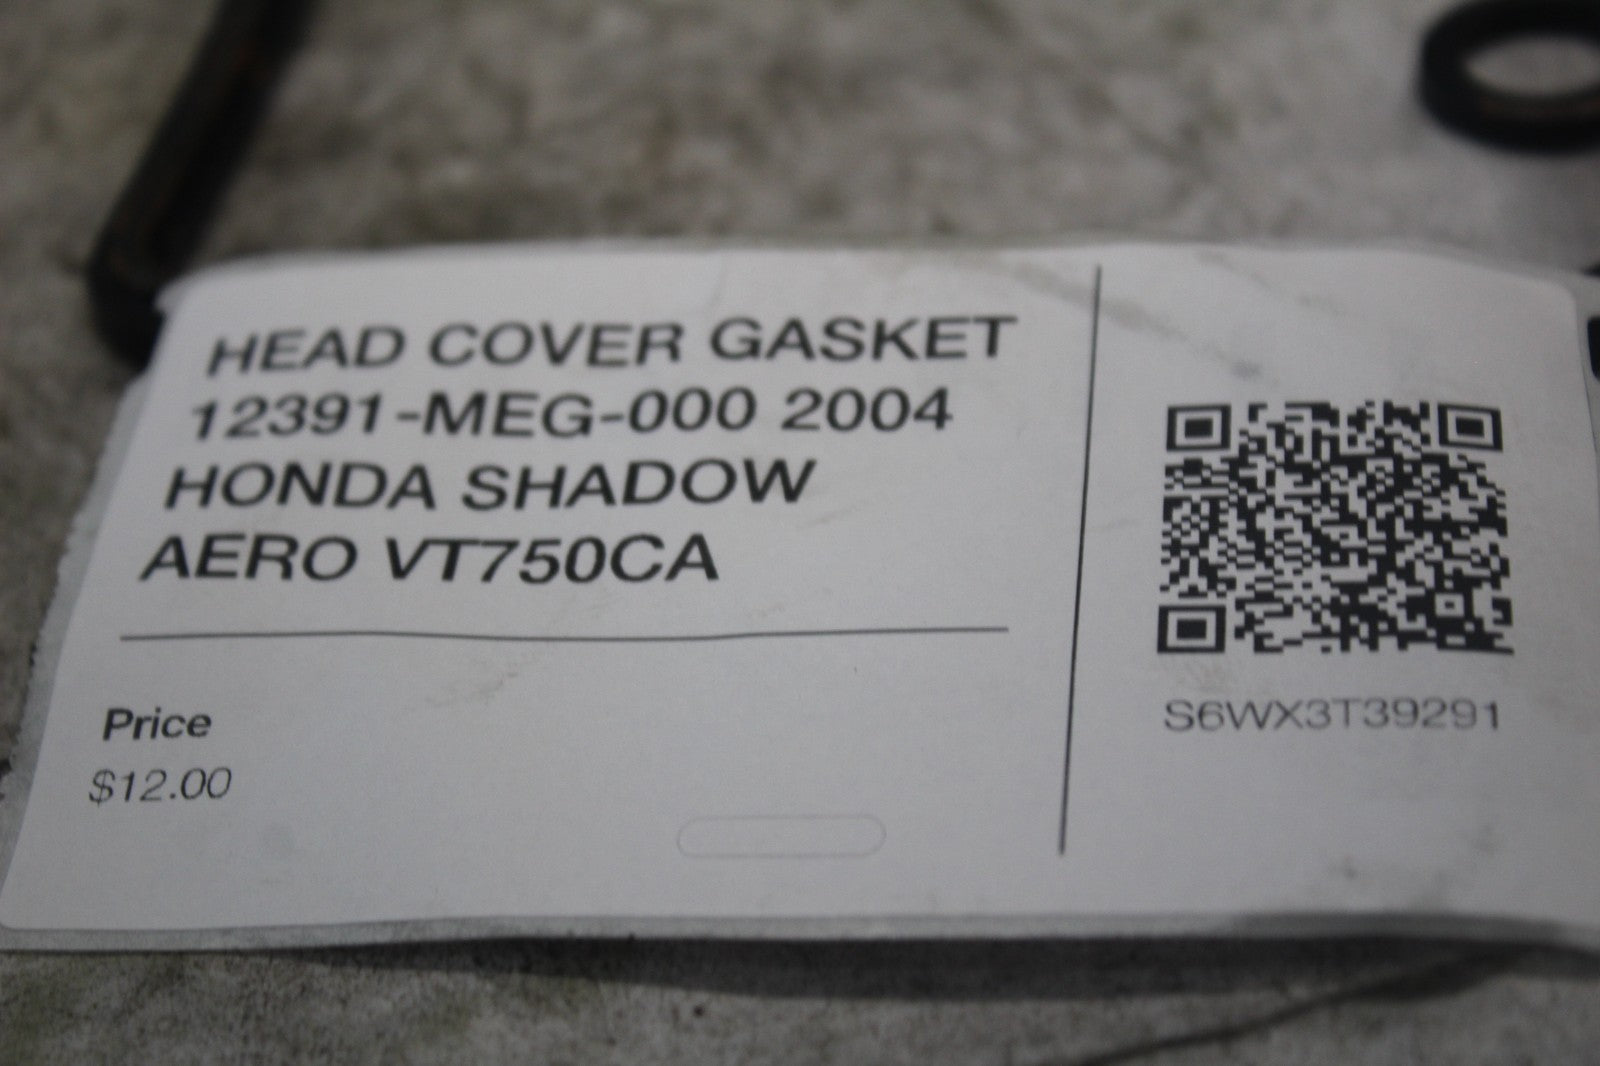 HEAD COVER GASKET
12391-MEG-000 2004
HONDA SHADOW
AERO VT750CA
Price
$12.00
S6WX3T39291